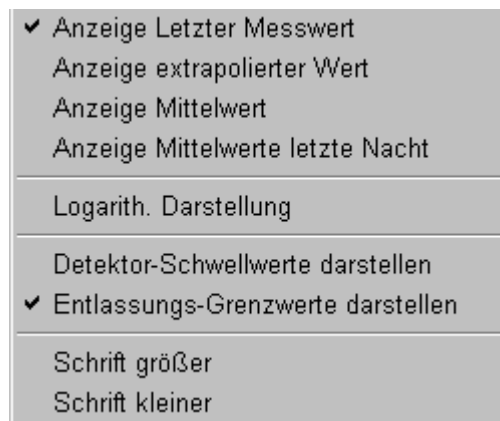 Anzeige Letzter Messwert
Anzeige extrapolierter Wert
Anzeige Mittelwert
Anzeige Mittelwerte letzte Nacht
Logarith. Darstellung
Detektor-Schwellwerte darstellen
Entlassungs-Grenzwerte darstellen
Schrift größer
Schrift kleiner